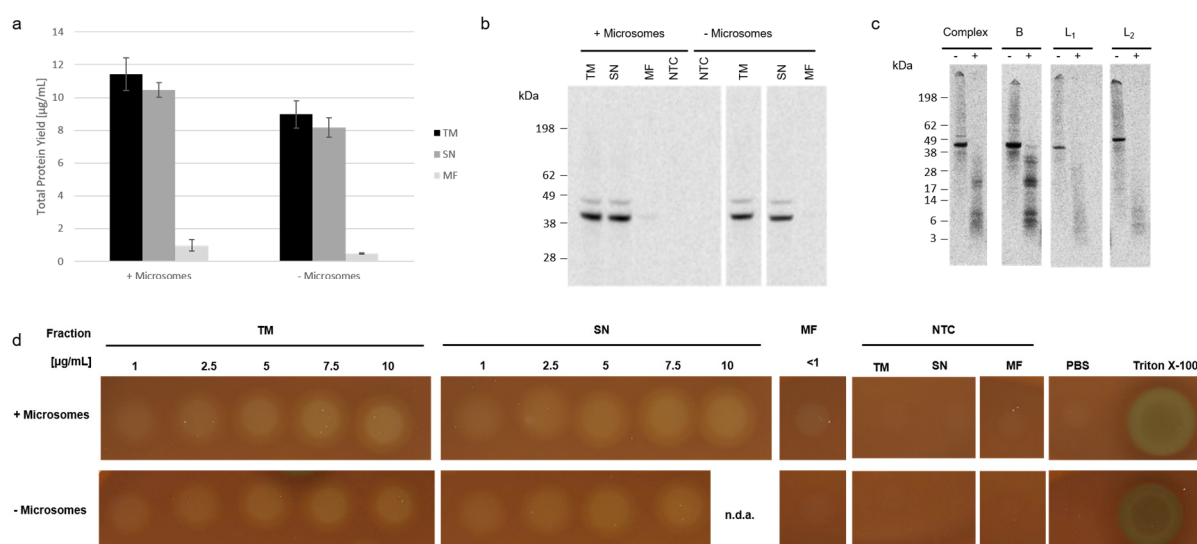 a
Total Protein Yield [µg/mL]
14
12
10
8
6
4
2
0
+ Microsomes
- Microsomes
TM
SN
MF
b
+ Microsomes - Microsomes
TM SN MF NTC NTC TM SN MF
kDa
198
62
49
38
28
c
Complex B L1 L2
- + - + - + - +
kDa
198
62
49
38
28
17
14
6
3
d
Fraction TM SN MF NTC
[µg/mL] 1 2.5 5 7.5 10 1 2.5 5 7.5 10 <1 TM SN MF PBS Triton X-100
+ Microsomes
- Microsomes
n.d.a.